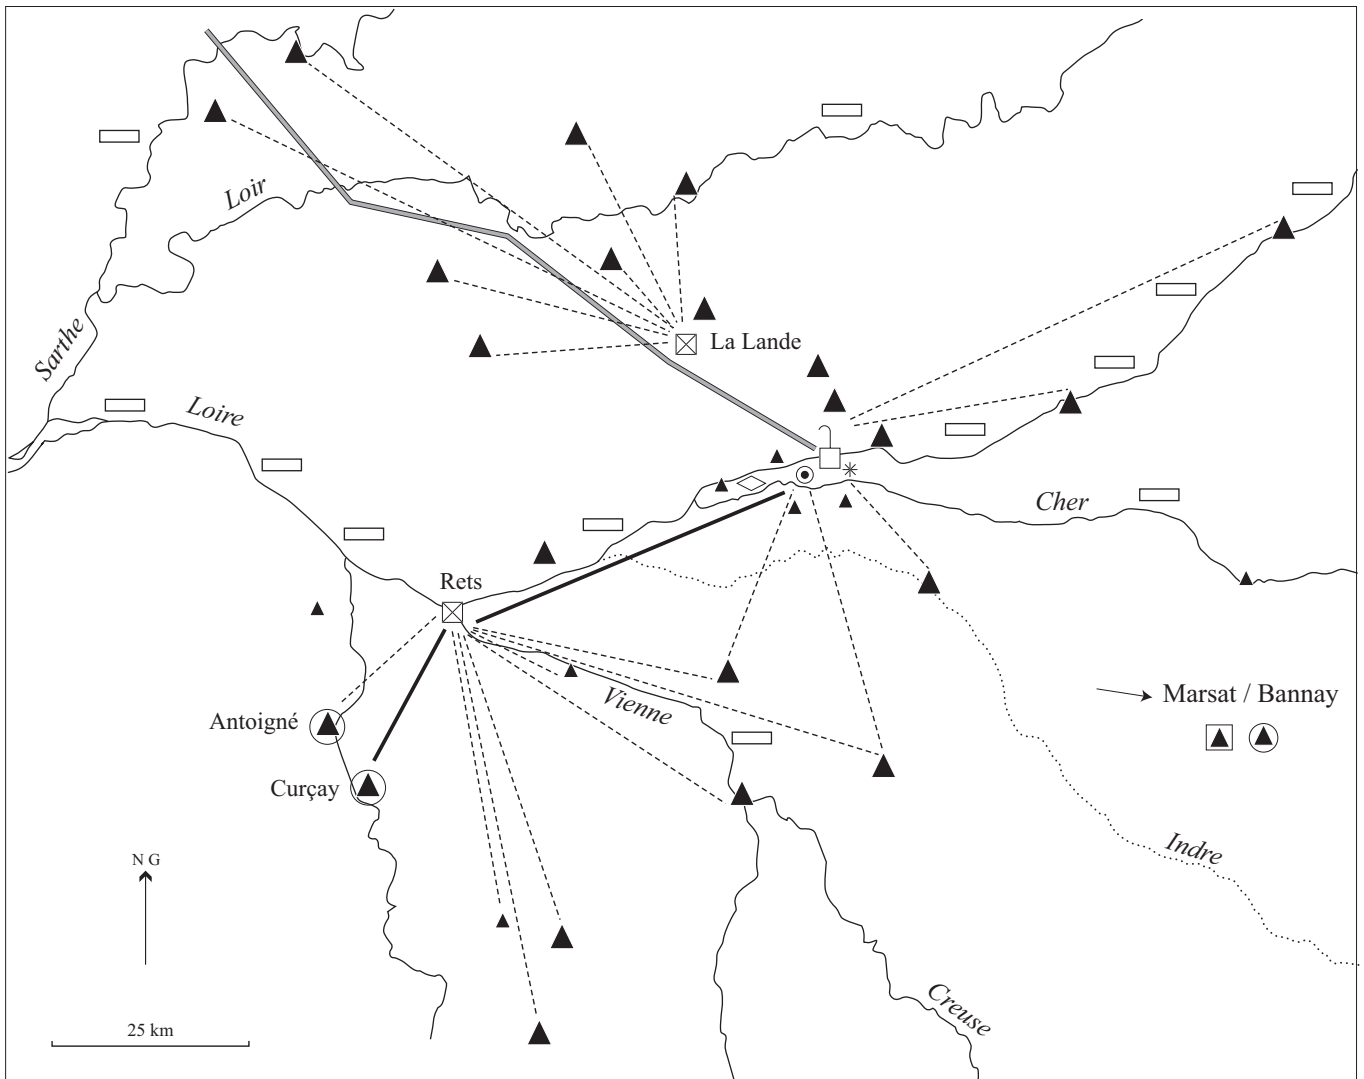 Loir
Sarthe
La Lande
Loire
Cher
Rets
Vienne
Marsat / Bannay
Antoigné
Curçay
Indre
N G
Creuse
25 km